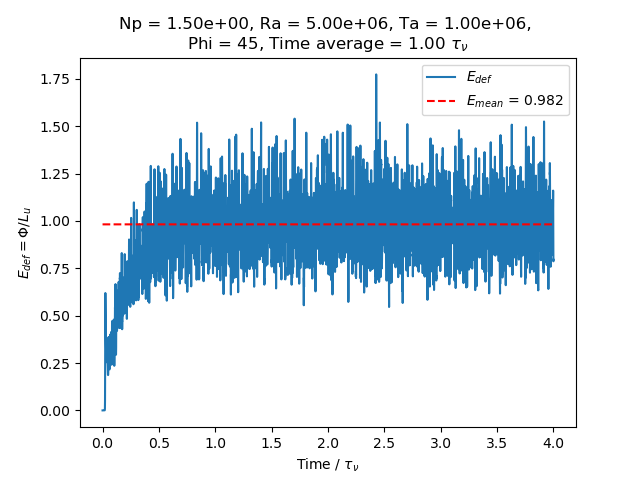 Np = 1.50e+00, Ra = 5.00e+06, Ta = 1.00e+06,
Phi = 45, Time average = 1.00 τν
E_def
E_mean = 0.982
1.75
1.50
1.25
1.00
0.75
0.50
0.25
0.00
E_def = Φ/L_u
0.0 0.5 1.0 1.5 2.0 2.5 3.0 3.5 4.0
Time / τν